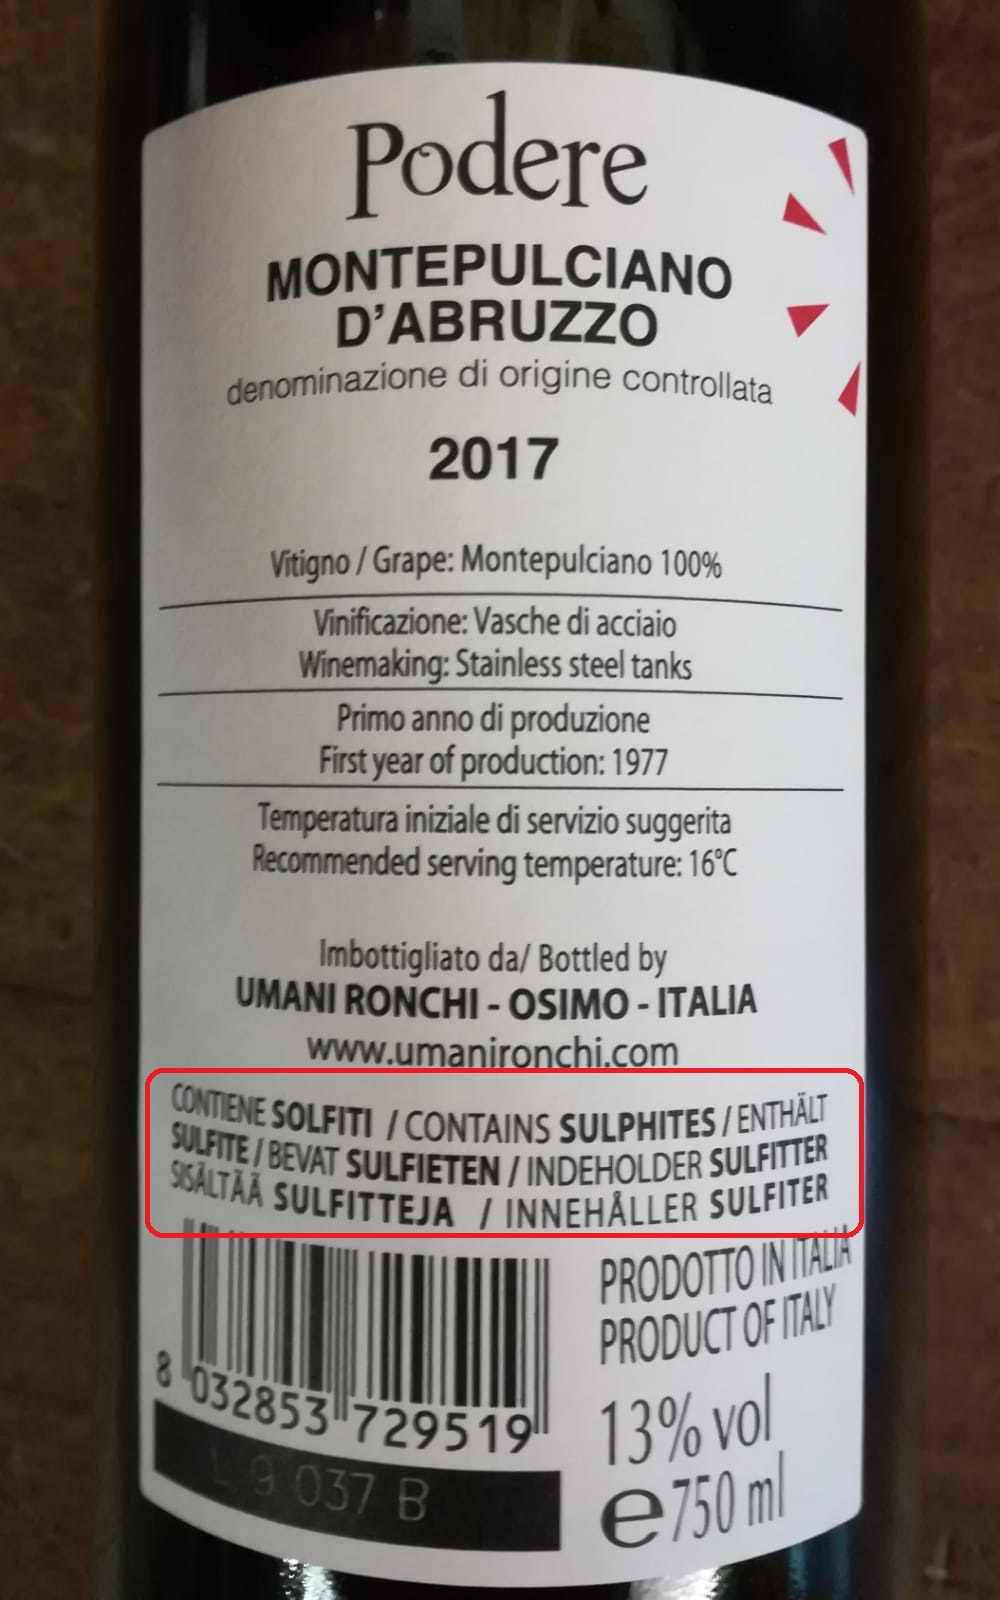 Podere
MONTEPULCIANO
D'ABRUZZO
denominazione di origine controllata
2017
Vitigno / Grape: Montepulciano 100%
Vinificazione: Vasche di acciaio
Winemaking: Stainless steel tanks
Primo anno di produzione
First year of production: 1977
Temperatura iniziale di servizio suggerita
Recommended serving temperature: 16°C
Imbottigliato da/ Bottled by
UMANI RONCHI - OSIMO - ITALIA
www.umanironchi.com
CONTIENE SOLFITI / CONTAINS SULPHITES / ENTHÄLT
SULFITE / BEVAT SULFIETEN / INDEHOLDER SULFITTER
SISÄLTÄÄ SULFITTEJA / INNEHÅLLER SULFITER
8 032853 729519
L 9 037 B
PRODOTTO IN ITALIA
PRODUCT OF ITALY
13% vol
e 750 ml